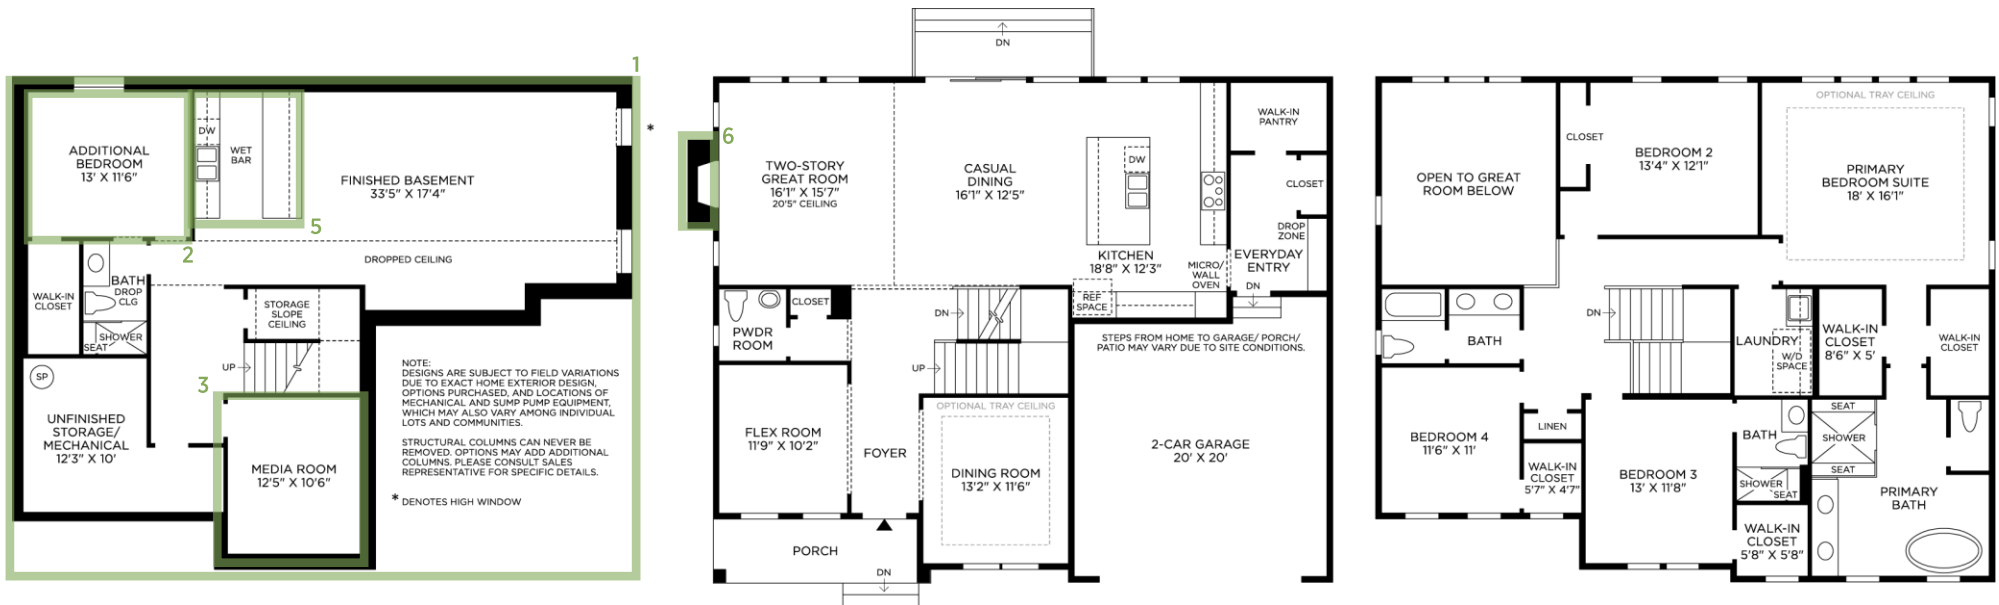 1
ADDITIONAL
BEDROOM
13' X 11'6"
2
DW
WET
BAR
5
FINISHED BASEMENT
33'5" X 17'4"
*
DROPPED CEILING
BATH
DROP
CLG
WALK-IN
CLOSET
SHOWER
SEAT
STORAGE
SLOPE
CEILING
UP
3
SP
UNFINISHED
STORAGE/
MECHANICAL
12'3" X 10'
MEDIA ROOM
12'5" X 10'6"
NOTE:
DESIGNS ARE SUBJECT TO FIELD VARIATIONS
DUE TO EXACT HOME EXTERIOR DESIGN,
OPTIONS PURCHASED, AND LOCATIONS OF
MECHANICAL AND SUMP PUMP EQUIPMENT,
WHICH MAY ALSO VARY AMONG INDIVIDUAL
LOTS AND COMMUNITIES.
STRUCTURAL COLUMNS CAN NEVER BE
REMOVED. OPTIONS MAY ADD ADDITIONAL
COLUMNS. PLEASE CONSULT SALES
REPRESENTATIVE FOR SPECIFIC DETAILS.
* DENOTES HIGH WINDOW
DN
6
TWO-STORY
GREAT ROOM
16'1" X 15'7"
20'5" CEILING
CASUAL
DINING
16'1" X 12'5"
DW
KITCHEN
18'8" X 12'3"
WALK-IN
PANTRY
CLOSET
DROP
ZONE
EVERYDAY
ENTRY
MICRO/
WALL
OVEN
DN
REF
SPACE
CLOSET
PWDR
ROOM
DN
UP
STEPS FROM HOME TO GARAGE/ PORCH/
PATIO MAY VARY DUE TO SITE CONDITIONS.
OPTIONAL TRAY CEILING
FLEX ROOM
11'9" X 10'2"
FOYER
DINING ROOM
13'2" X 11'6"
2-CAR GARAGE
20' X 20'
PORCH
DN
OPEN TO GREAT
ROOM BELOW
CLOSET
BEDROOM 2
13'4" X 12'1"
OPTIONAL TRAY CEILING
PRIMARY
BEDROOM SUITE
18' X 16'1"
BATH
DN
LAUNDRY
W/D
SPACE
WALK-IN
CLOSET
8'6" X 5'
WALK-IN
CLOSET
BEDROOM 4
11'6" X 11'
LINEN
WALK-IN
CLOSET
5'7" X 4'7"
BEDROOM 3
13' X 11'8"
BATH
SHOWER
SEAT
WALK-IN
CLOSET
5'8" X 5'8"
SEAT
SHOWER
SEAT
PRIMARY
BATH